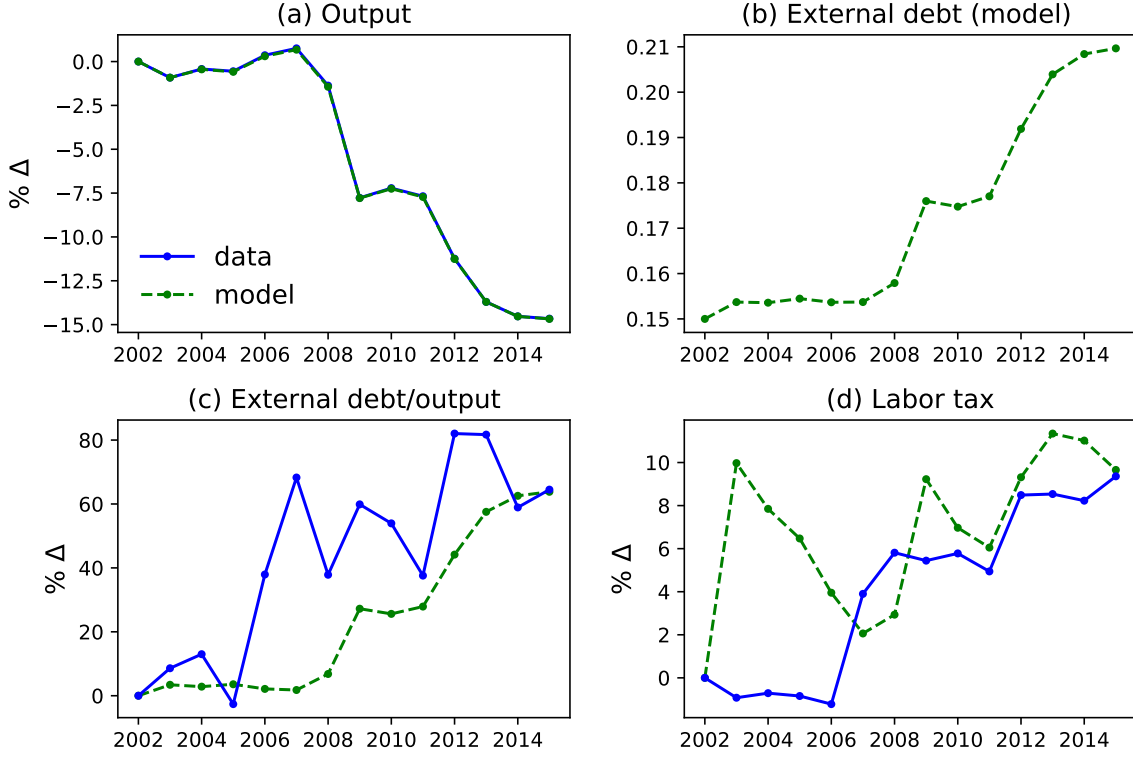 (a) Output
% Δ
0.0
−2.5
−5.0
−7.5
−10.0
−12.5
−15.0
data
model
2002 2004 2006 2008 2010 2012 2014
(b) External debt (model)
0.21
0.20
0.19
0.18
0.17
0.16
0.15
2002 2004 2006 2008 2010 2012 2014
(c) External debt/output
% Δ
80
60
40
20
0
2002 2004 2006 2008 2010 2012 2014
(d) Labor tax
% Δ
10
8
6
4
2
0
2002 2004 2006 2008 2010 2012 2014